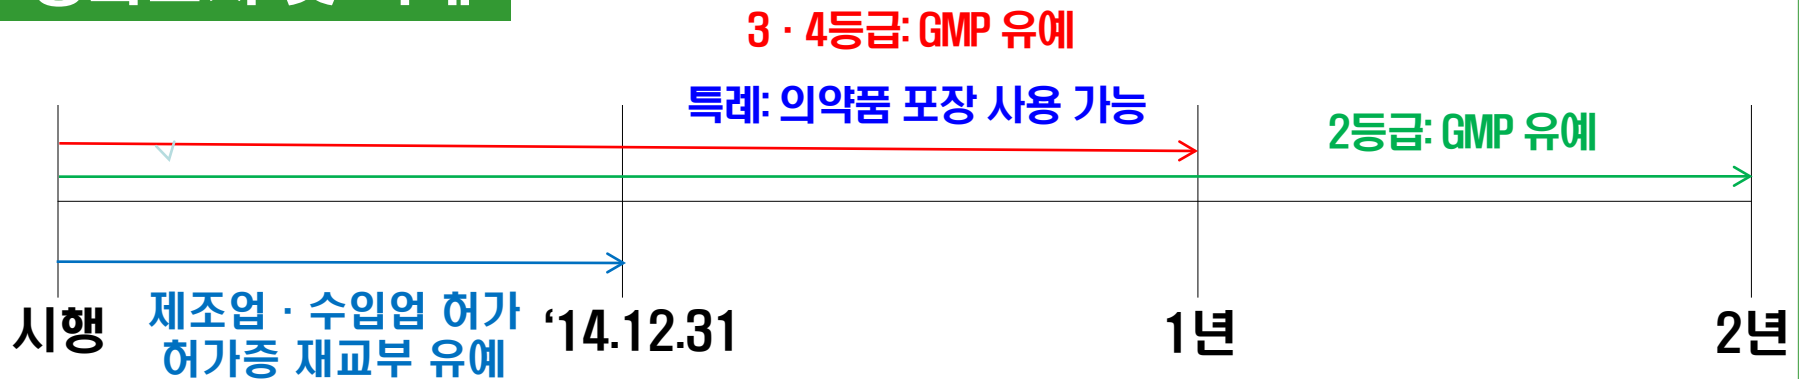 3 · 4등급: GMP 유예
특례: 의약품 포장 사용 가능
2등급: GMP 유예
시행
제조업 · 수입업 허가
허가증 재교부 유예
‘14.12.31
1년
2년